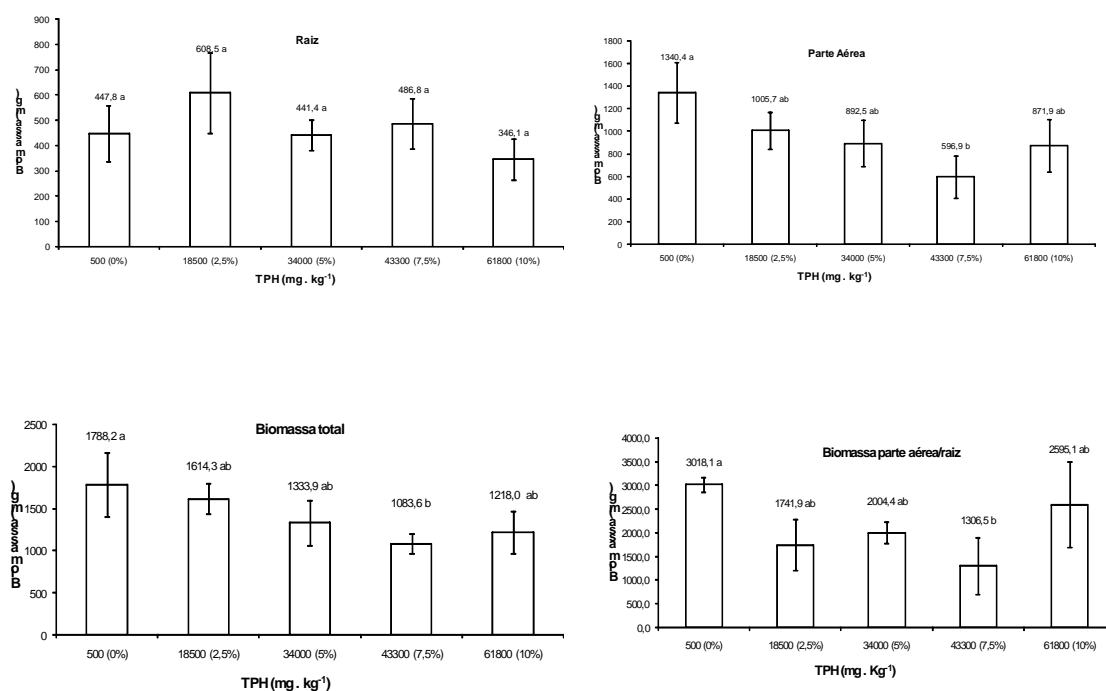 Raiz
Biomassa (mg)
900
800
700
600
500
400
300
200
100
0
447,8 a
608,5 a
441,4 a
486,8 a
346,1 a
500 (0%) 18500 (2,5%) 34000 (5%) 43300 (7,5%) 61800 (10%)
TPH (mg . kg-1)
Parte Aérea
Biomassa (mg)
1800
1600
1400
1200
1000
800
600
400
200
0
1340,4 a
1005,7 ab
892,5 ab
596,9 b
871,9 ab
500 (0%) 18500 (2,5%) 34000 (5%) 43300 (7,5%) 61800 (10%)
TPH (mg . kg-1)
Biomassa total
Biomassa (mg)
2500
2000
1500
1000
500
0
1788,2 a
1614,3 ab
1333,9 ab
1083,6 b
1218,0 ab
500 (0%) 18500 (2,5%) 34000 (5%) 43300 (7,5%) 61800 (10%)
TPH (mg . kg-1)
Biomassa parte aérea/raiz
Biomassa (mg)
4000,0
3500,0
3000,0
2500,0
2000,0
1500,0
1000,0
500,0
0,0
3018,1 a
1741,9 ab
2004,4 ab
1306,5 b
2595,1 ab
500 (0%) 18500 (2,5%) 34000 (5%) 43300 (7,5%) 61800 (10%)
TPH (mg. Kg-1)